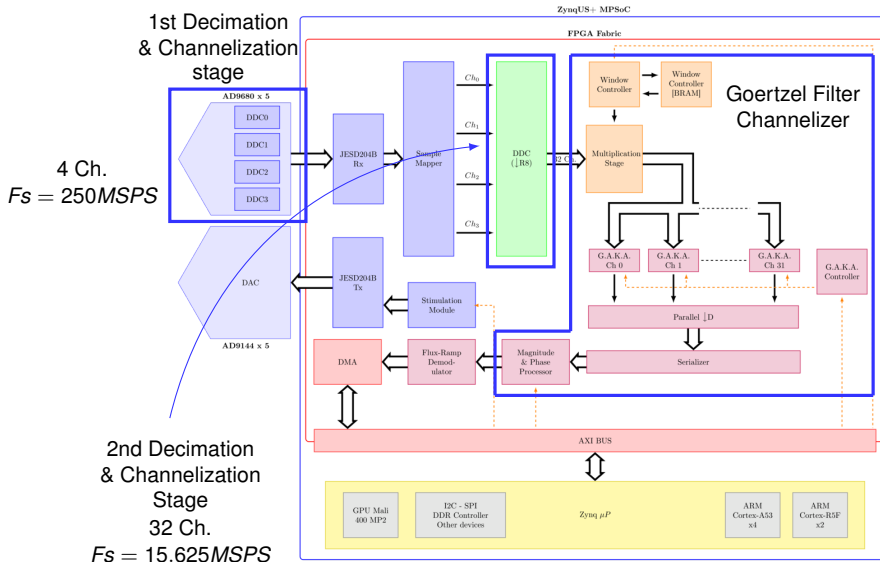 ZynqUS+ MPSoC
FPGA Fabric
1st Decimation
& Channelization
stage
AD9680 x 5
DDC0
DDC1
DDC2
DDC3
4 Ch.
Fs = 250MSPS
JESD204B
Rx
Sample
Mapper
Ch0
Ch1
Ch2
Ch3
DDC
(↓R8)
32 Ch.
Window
Controller
Window
Controller
[BRAM]
Goertzel Filter
Channelizer
Multiplication
Stage
G.A.K.A.
Ch 0
G.A.K.A.
Ch 1
G.A.K.A.
Ch 31
G.A.K.A.
Controller
DAC
AD9144 x 5
JESD204B
Tx
Stimulation
Module
Parallel ↓D
Serializer
DMA
Flux-Ramp
Demod-
ulator
Magnitude
& Phase
Processor
AXI BUS
2nd Decimation
& Channelization
Stage
32 Ch.
Fs = 15.625MSPS
GPU Mali
400 MP2
I2C - SPI
DDR Controller
Other devices
Zynq μP
ARM
Cortex-A53
x4
ARM
Cortex-R5F
x2